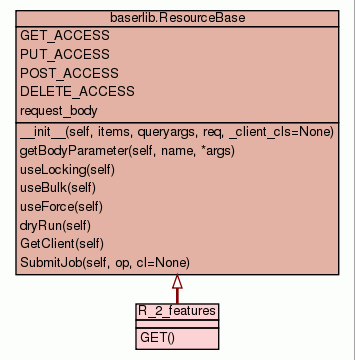 baserlib.ResourceBase
GET_ACCESS
PUT_ACCESS
POST_ACCESS
DELETE_ACCESS
request_body
__init__(self, items, queryargs, req, _client_cls=None)
getBodyParameter(self, name, *args)
useLocking(self)
useBulk(self)
useForce(self)
dryRun(self)
GetClient(self)
SubmitJob(self, op, cl=None)
R_2_features
GET()